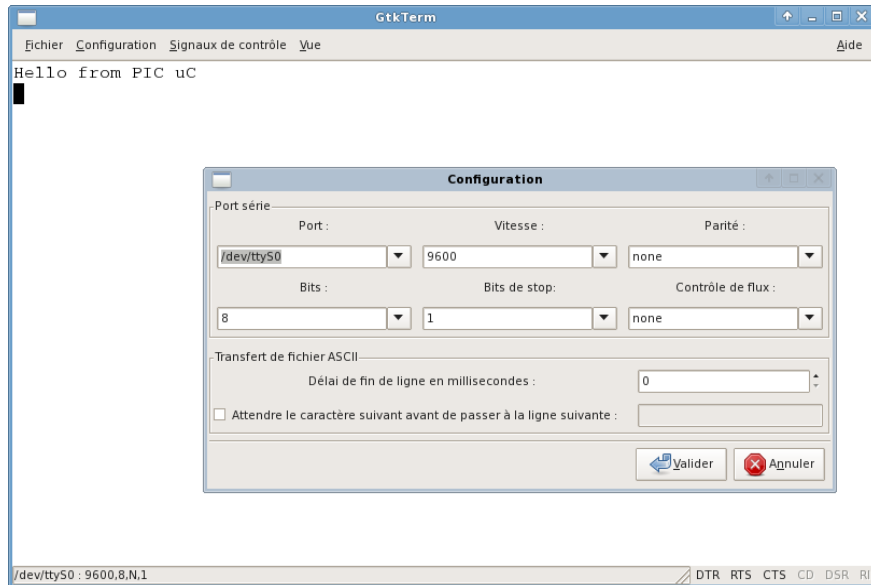 GtkTerm
Fichier Configuration Signaux de contrôle Vue Aide
Hello from PIC uC
Configuration
Port série
Port : Vitesse : Parité :
/dev/ttyS0 9600 none
Bits : Bits de stop: Contrôle de flux :
8 1 none
Transfert de fichier ASCII
Délai de fin de ligne en millisecondes : 0
Attendre le caractère suivant avant de passer à la ligne suivante :
Valider Annuler
/dev/ttyS0 : 9600,8,N,1 DTR RTS CTS CD DSR RI